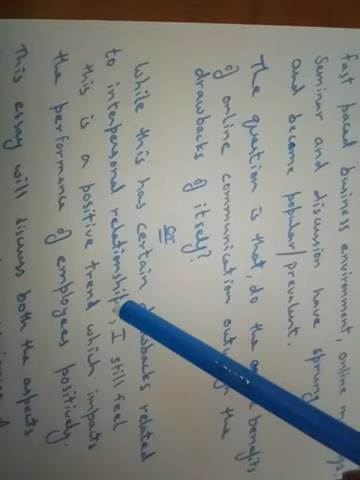 fast paced business environment, online
Seminar and discussion have sprung
and become popular/prevalent.
The question is that, do the benefits
of online communication the
drawbacks of itself?
or
While this has certain drawbacks related
to interpersonal relationships, I still feel
this is a positive trend which impacts
the performance of employees positively.
This essay will discuss both the aspects